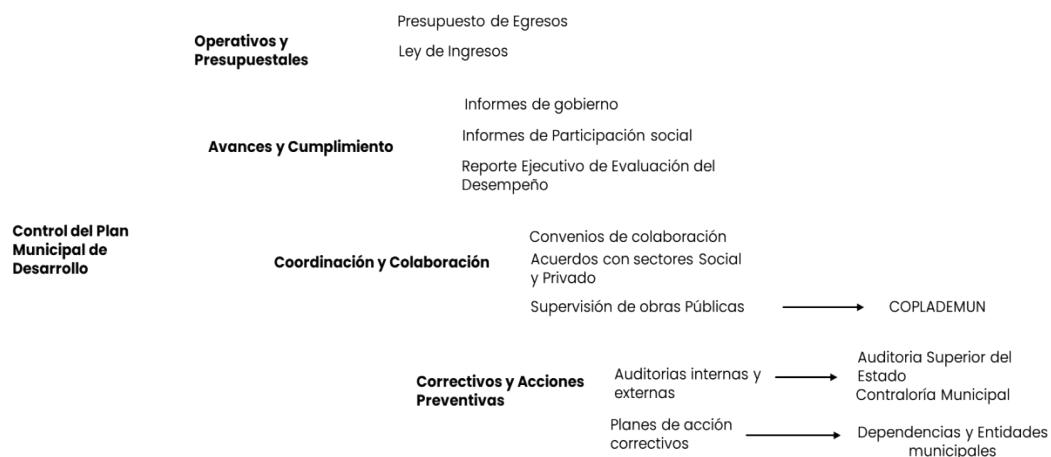 Presupuesto de Egresos
Operativos y
Presupuestales
Ley de Ingresos
Informes de gobierno
Avances y Cumplimiento
Informes de Participación social
Reporte Ejecutivo de Evaluación del
Desempeño
Control del Plan
Municipal de
Desarrollo
Coordinación y Colaboración
Convenios de colaboración
Acuerdos con sectores Social
y Privado
Supervisión de obras Públicas
COPLADEMUN
Correctivos y Acciones
Preventivas
Auditorias internas y
externas
Auditoria Superior del
Estado
Contraloría Municipal
Planes de acción
correctivos
Dependencias y Entidades
municipales